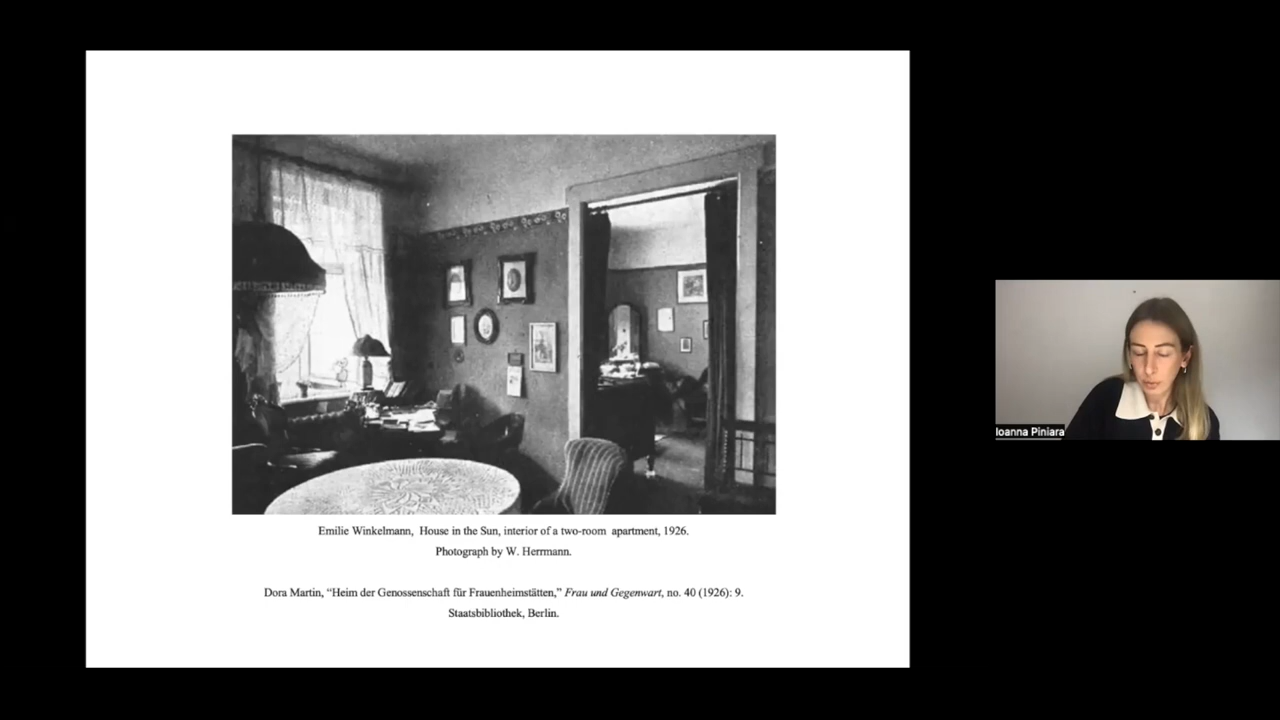 Emilie Winkelmann, House in the Sun, interior of a two-room apartment, 1926.
Photograph by W. Herrmann.
Dora Martin, “Heim der Genossenschaft für Frauenheimstätten,” Frau und Gegenwart, no. 40 (1926): 9.
Staatsbibliothek, Berlin.
Ioanna Piniara